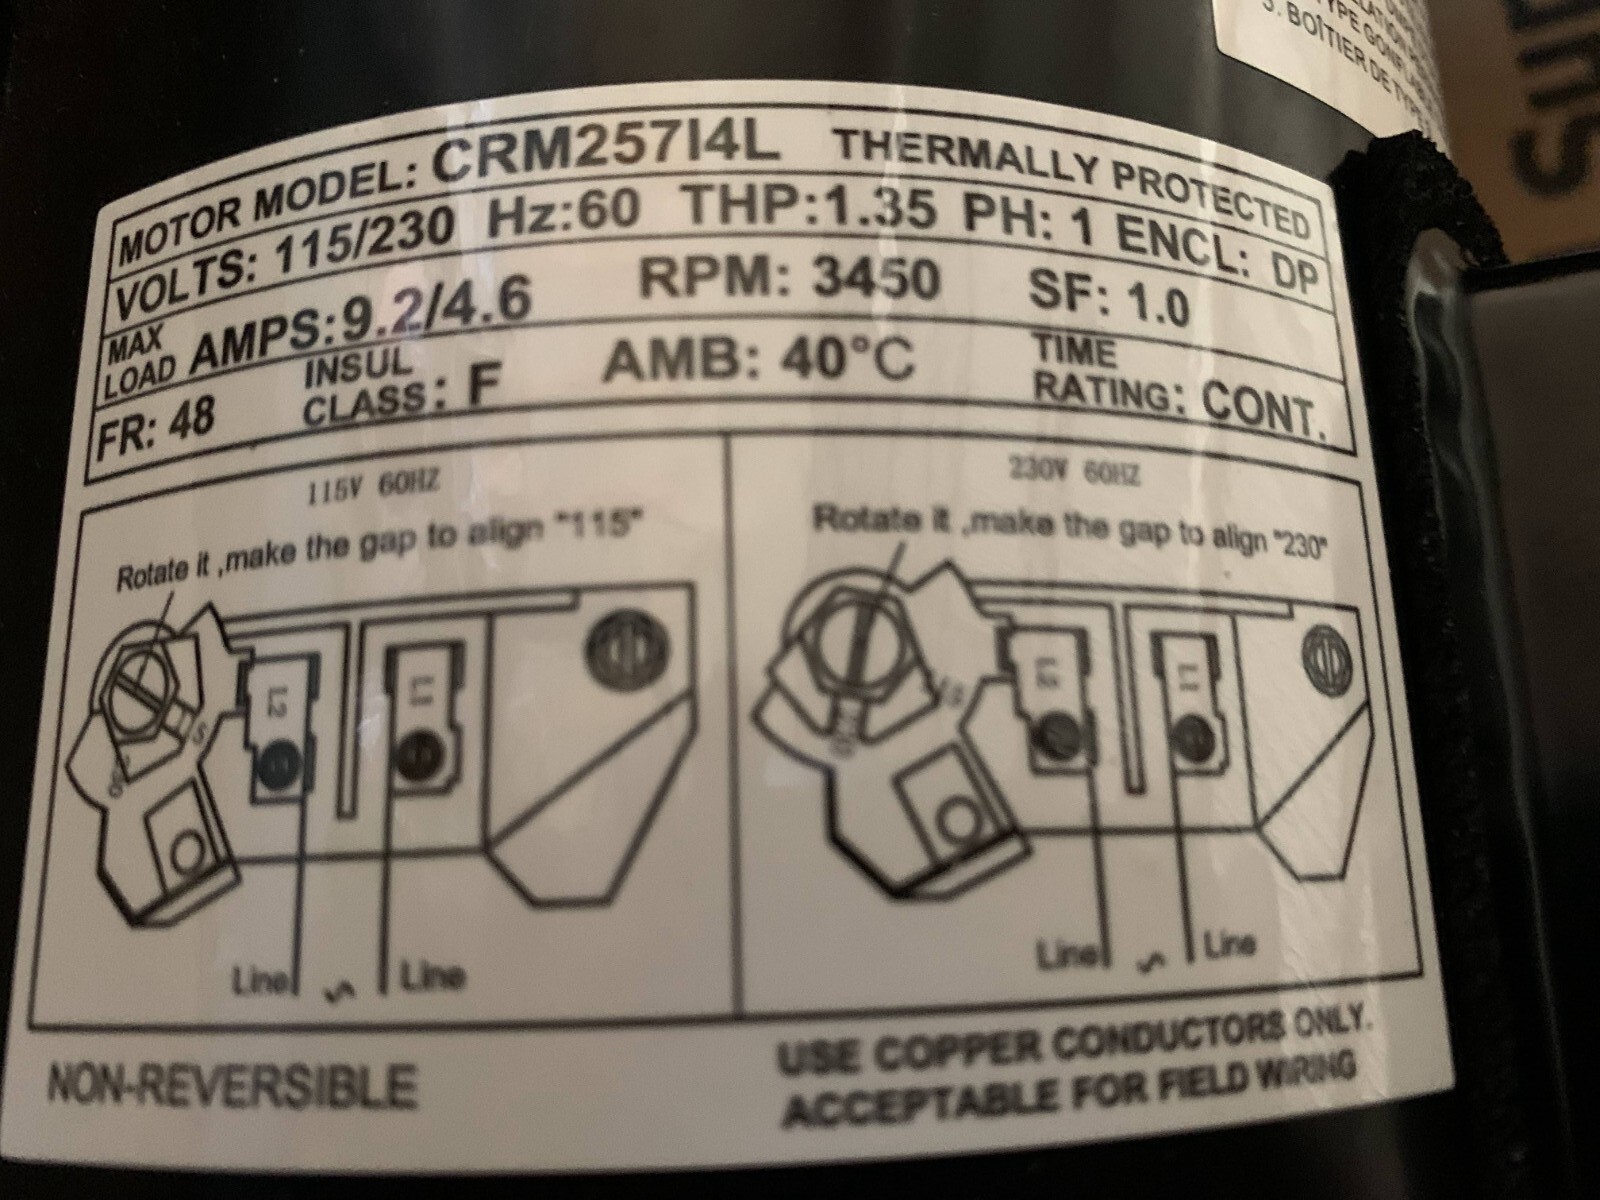 5. BOÎTIER DE TYPE
MOTOR MODEL: CRM257I4L THERMALLY PROTECTED
VOLTS: 115/230 Hz:60 THP:1.35 PH: 1 ENCL: DP
MAX LOAD AMPS:9.2/4.6 RPM: 3450 SF: 1.0
FR: 48 INSUL CLASS: F AMB: 40°C TIME RATING: CONT.
115V 60HZ
Rotate it ,make the gap to align "115"
L2 L1
Line Line
230V 60HZ
Rotate it ,make the gap to align "230"
L2 L1
Line Line
NON-REVERSIBLE
USE COPPER CONDUCTORS ONLY.
ACCEPTABLE FOR FIELD WIRING